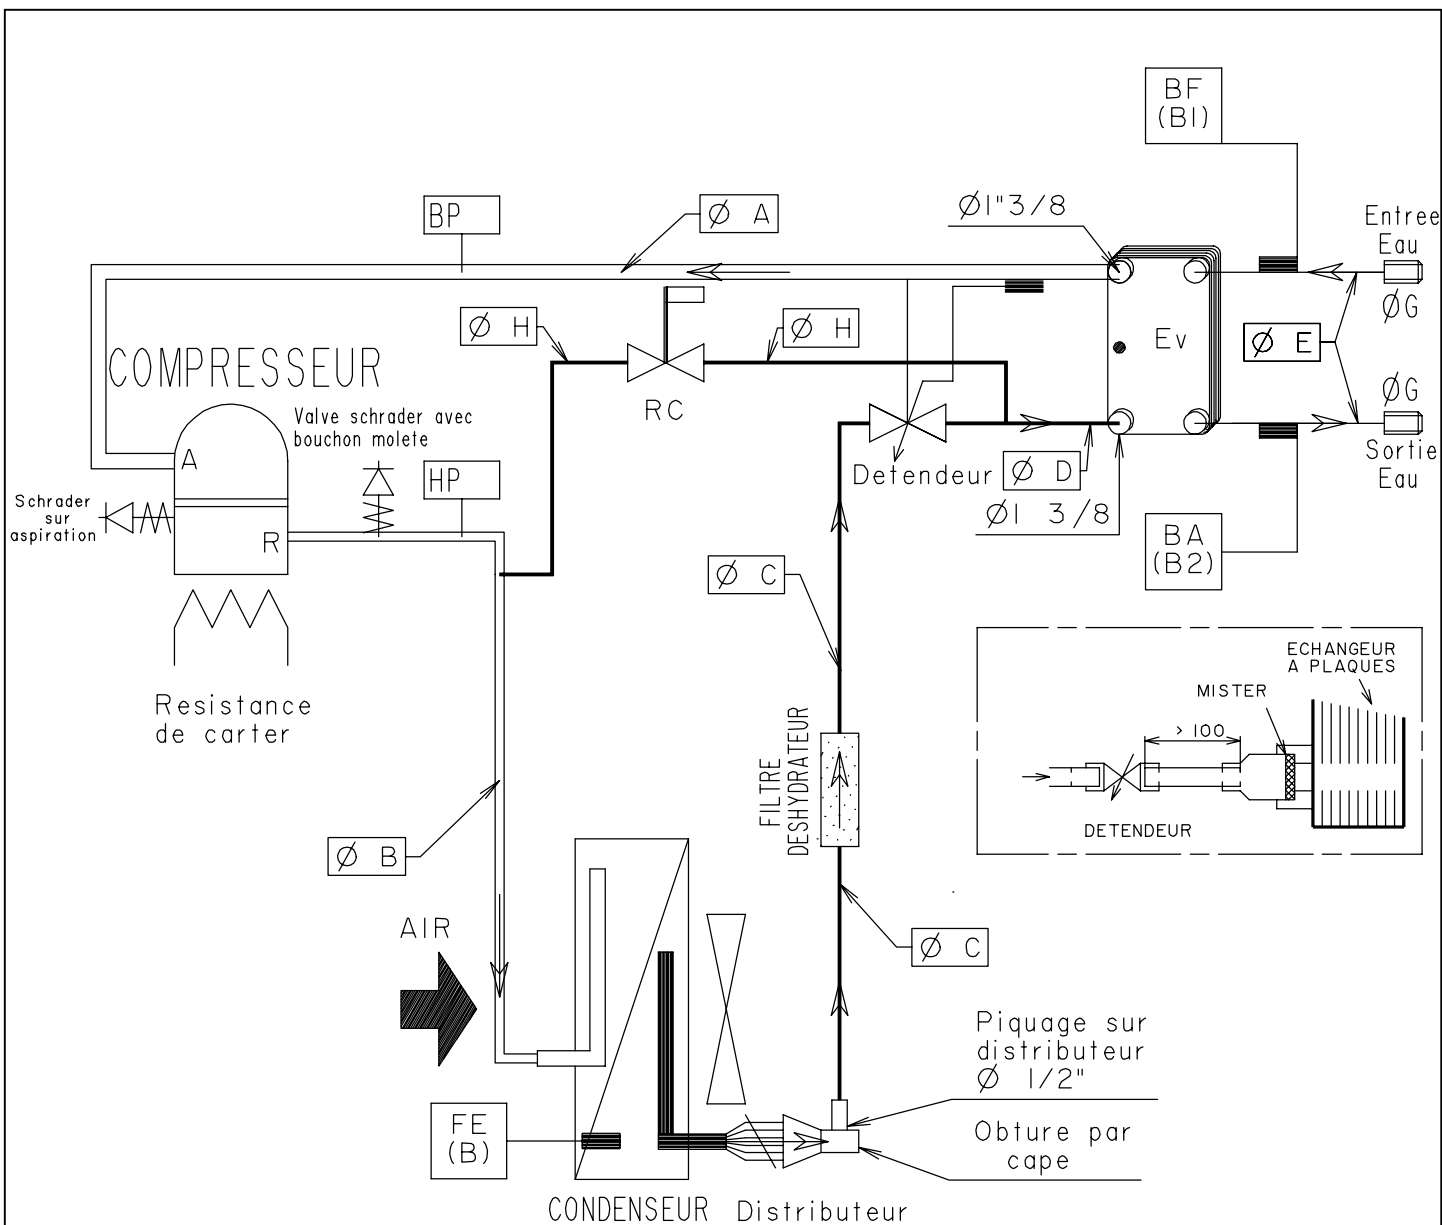 BF
(B1)
BP
Ø A
Ø1"3/8
Entree
Eau
ØG
Ø H
Ø H
Ev
Ø E
COMPRESSEUR
RC
ØG
Valve schrader avec
bouchon molete
A
HP
Detendeur
Ø D
Sortie
Eau
Schrader
sur
aspiration
R
Ø1 3/8
BA
(B2)
Ø C
ECHANGEUR
A PLAQUES
MISTER
> 100
DETENDEUR
Resistance
de carter
FILTRE
DESHYDRATEUR
Ø B
AIR
Ø C
Piquage sur
distributeur
Ø 1/2"
FE
(B)
Obture par
cape
CONDENSEUR
Distributeur